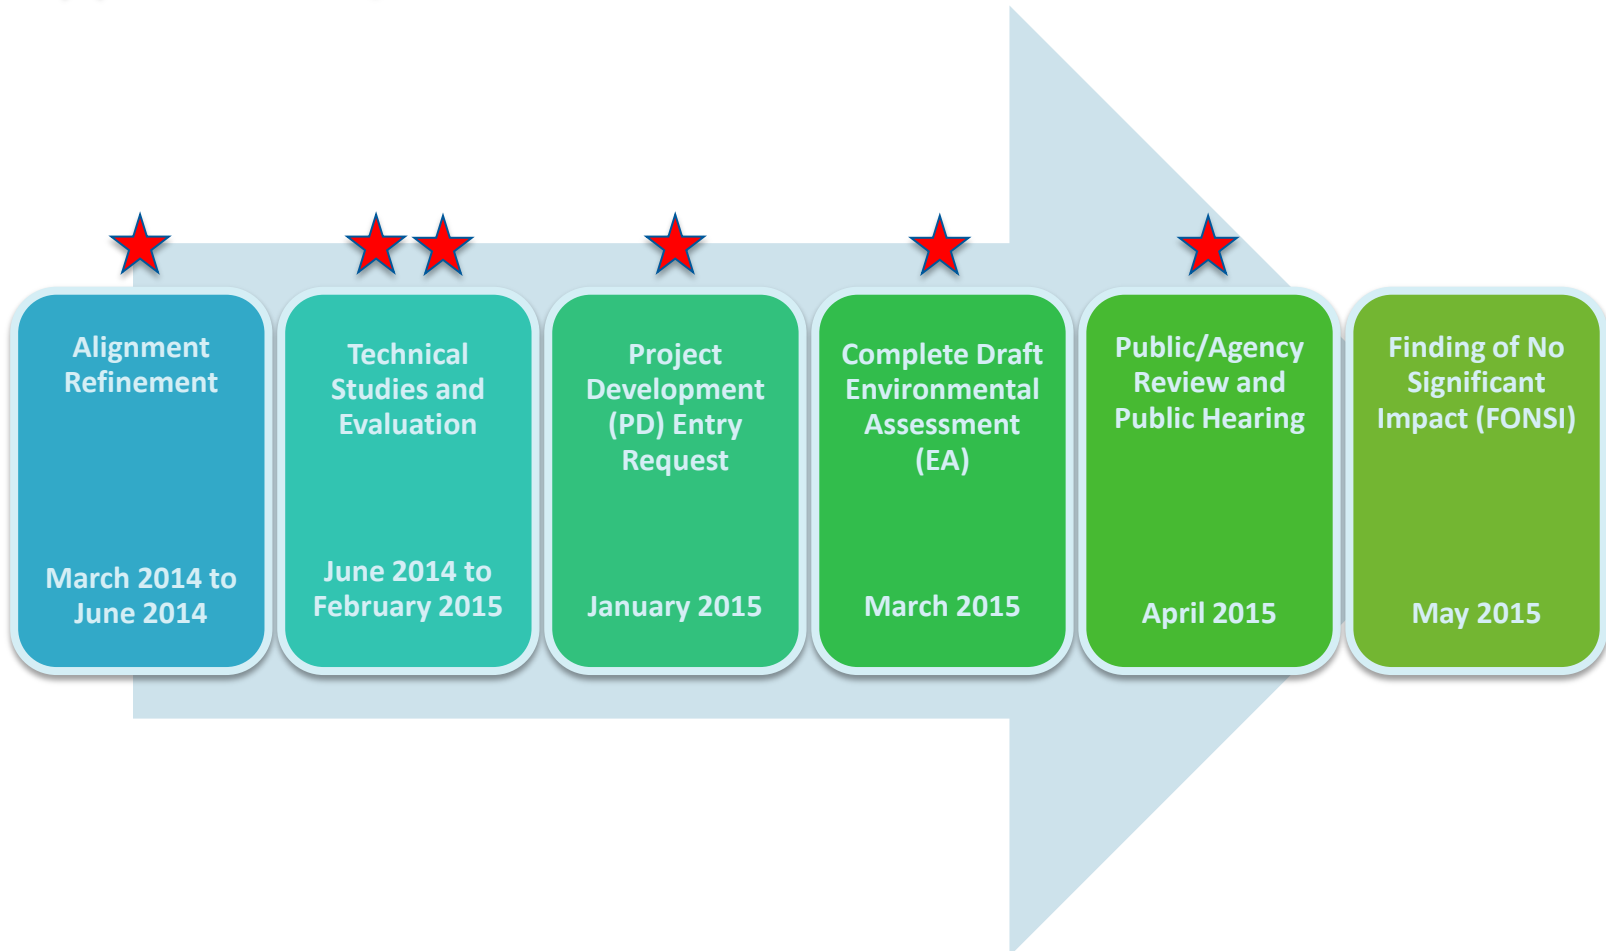 Alignment
Refinement
March 2014 to
June 2014
Technical
Studies and
Evaluation
June 2014 to
February 2015
Project
Development
(PD) Entry
Request
January 2015
Complete Draft
Environmental
Assessment
(EA)
March 2015
Public/Agency
Review and
Public Hearing
April 2015
Finding of No
Significant
Impact (FONSI)
May 2015